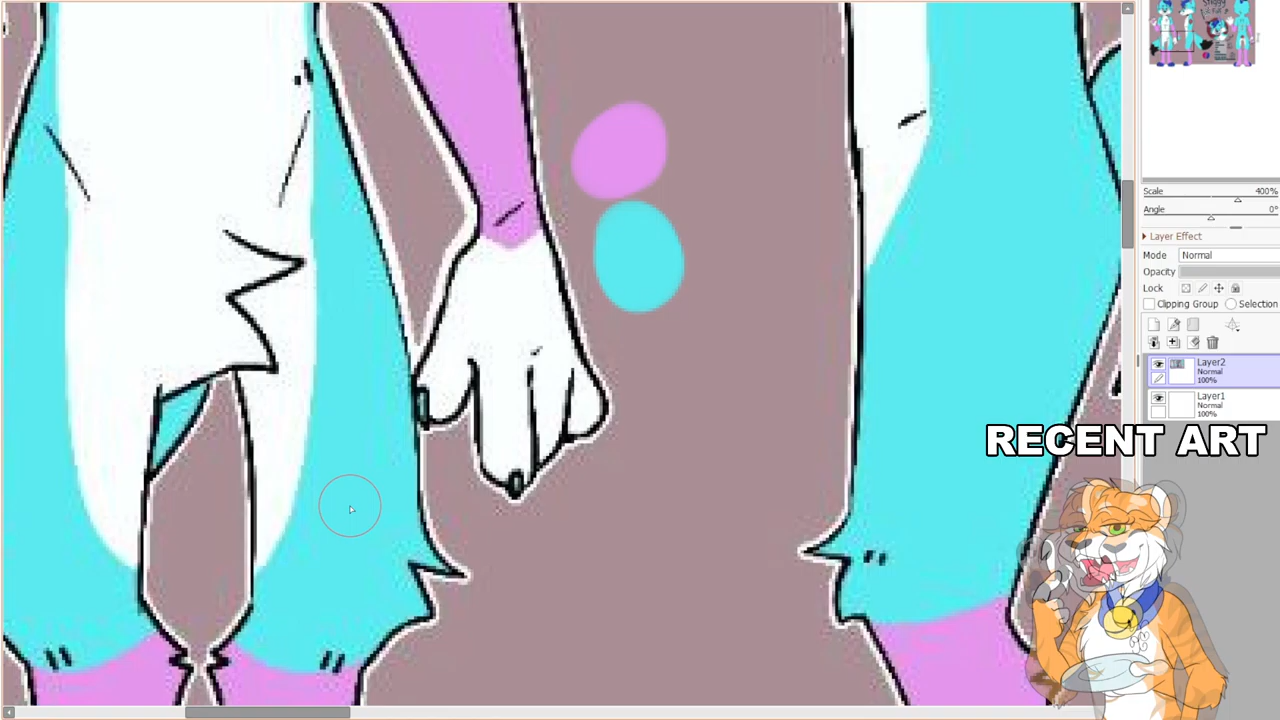 Scale 400%
Angle 0°
Layer Effect
Mode Normal
Opacity
Lock
Clipping Group Selection
Layer2
Normal
100%
Layer1
Normal
100%
RECENT ART